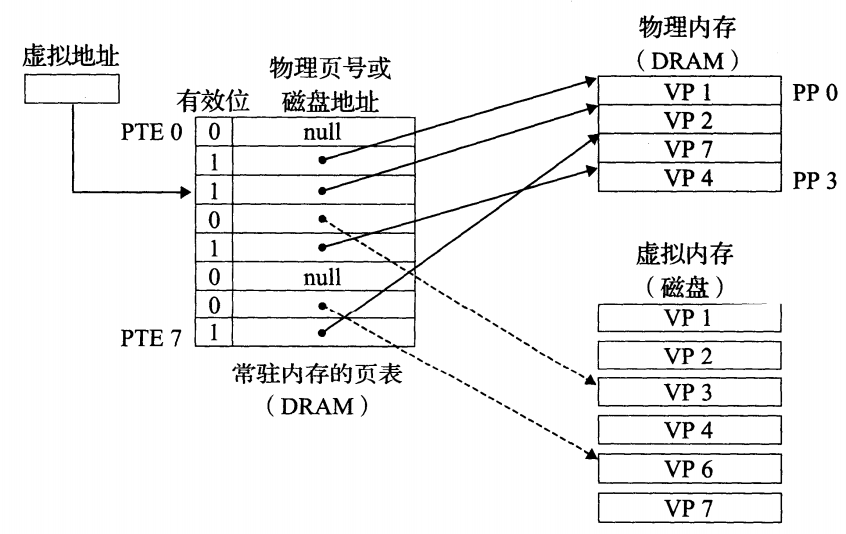 虚拟地址
有效位
物理页号或
磁盘地址
PTE 0
0
null
1
1
0
1
0
null
0
PTE 7
1
常驻内存的页表
(DRAM)
物理内存
(DRAM)
VP 1
PP 0
VP 2
VP 7
VP 4
PP 3
虚拟内存
(磁盘)
VP 1
VP 2
VP 3
VP 4
VP 6
VP 7